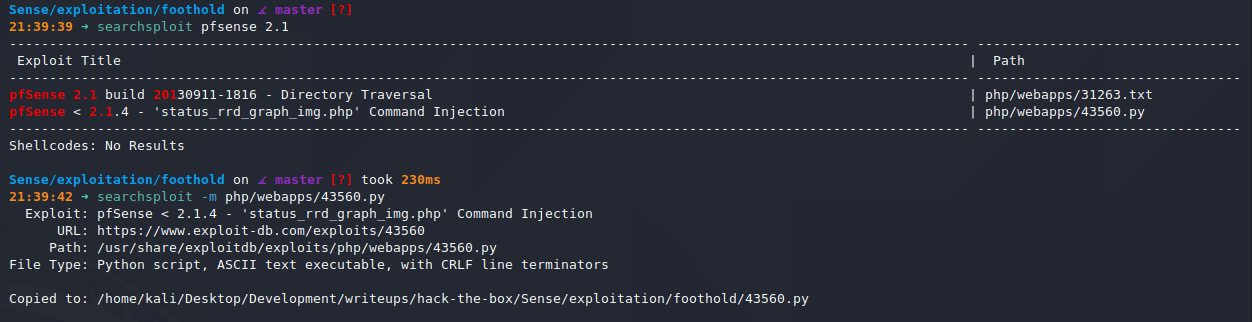 Sense/exploitation/foothold on ⎇ master [?]
21:39:39 → searchsploit pfsense 2.1
---------------------------------------------------------------------------------------------------------------------- ---------------------------------
 Exploit Title | Path
---------------------------------------------------------------------------------------------------------------------- ---------------------------------
pfSense 2.1 build 20130911-1816 - Directory Traversal | php/webapps/31263.txt
pfSense < 2.1.4 - 'status_rrd_graph_img.php' Command Injection | php/webapps/43560.py
---------------------------------------------------------------------------------------------------------------------- ---------------------------------
Shellcodes: No Results
Sense/exploitation/foothold on ⎇ master [?] took 230ms
21:39:42 → searchsploit -m php/webapps/43560.py
  Exploit: pfSense < 2.1.4 - 'status_rrd_graph_img.php' Command Injection
      URL: https://www.exploit-db.com/exploits/43560
     Path: /usr/share/exploitdb/exploits/php/webapps/43560.py
File Type: Python script, ASCII text executable, with CRLF line terminators
Copied to: /home/kali/Desktop/Development/writeups/hack-the-box/Sense/exploitation/foothold/43560.py